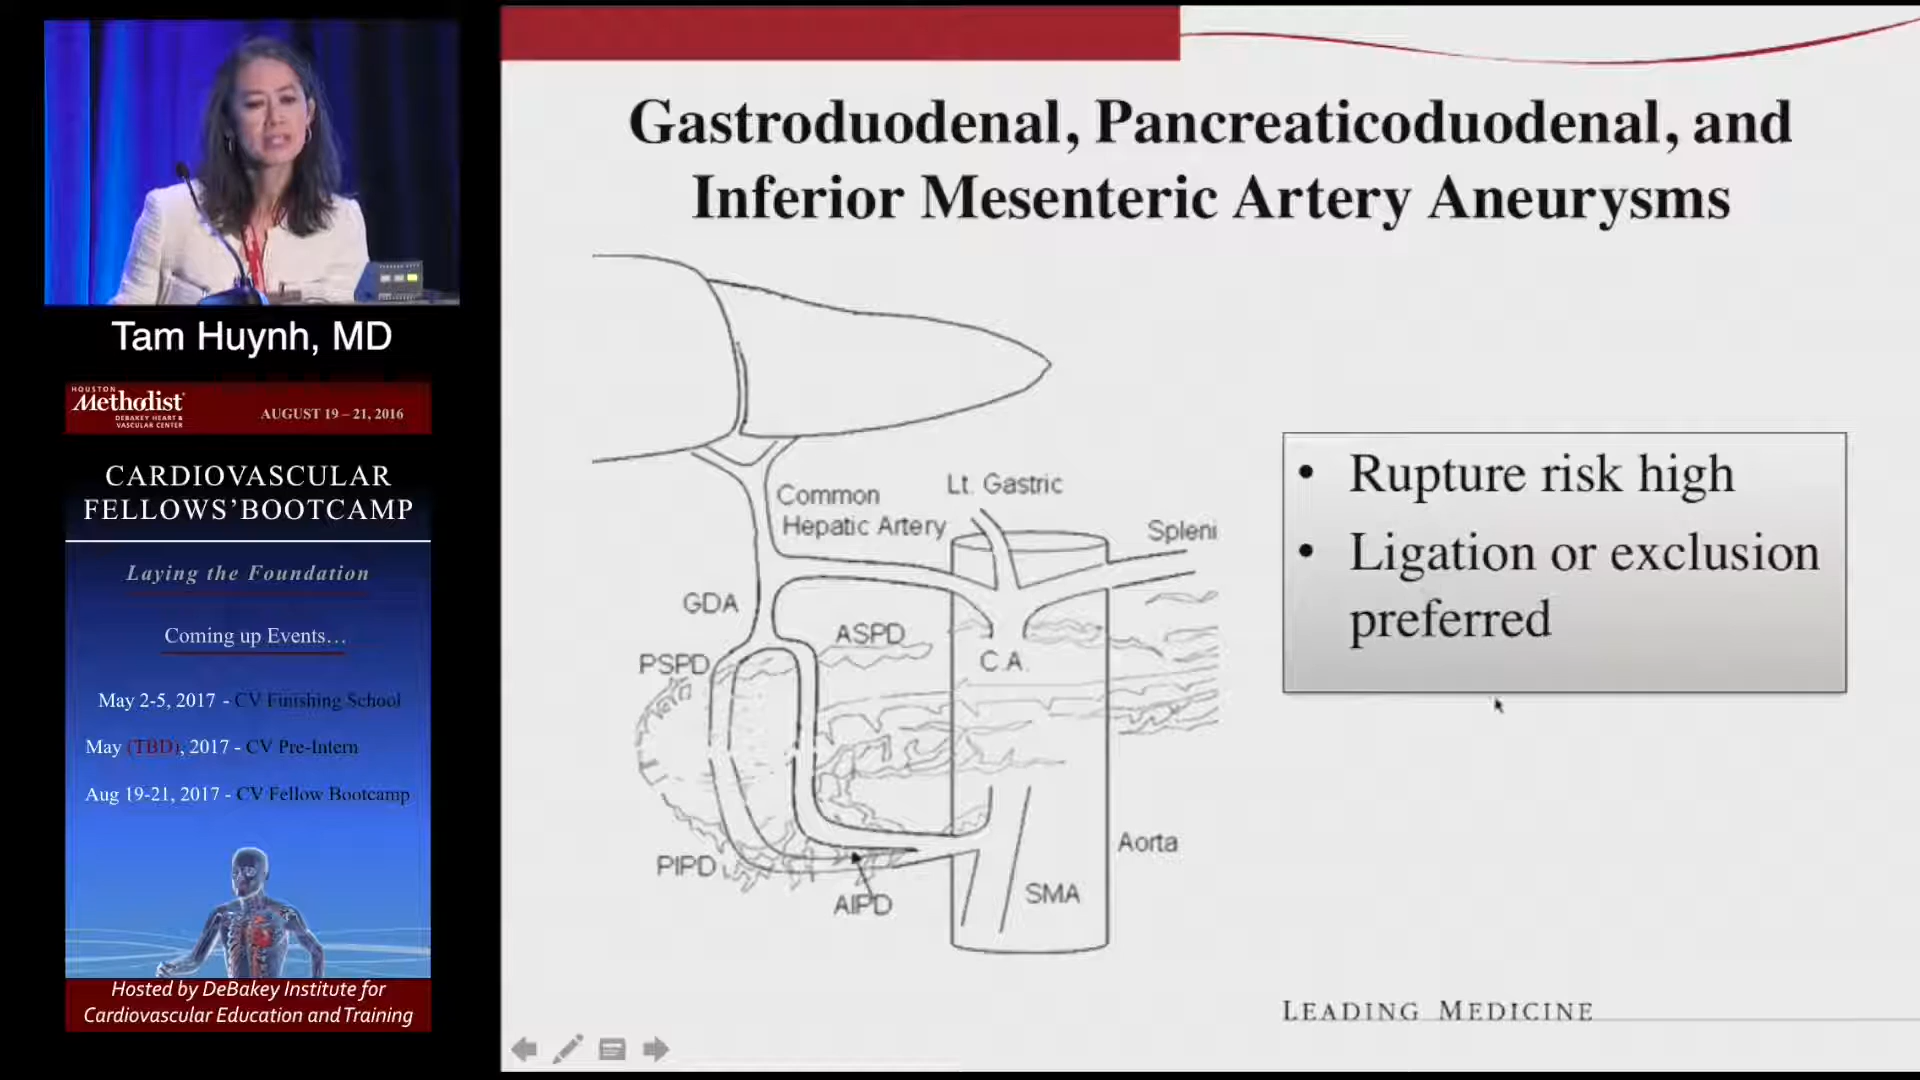 Tam Huynh, MD
HOUSTON
Methodist
DEBAKEY HEART &
VASCULAR CENTER
AUGUST 19 – 21, 2016
CARDIOVASCULAR
FELLOWS'BOOTCAMP
Laying the Foundation
Coming up Events…
May 2-5, 2017 - CV Finishing School
May (TBD), 2017 - CV Pre-Intern
Aug 19-21, 2017 - CV Fellow Bootcamp
Hosted by DeBakey Institute for
Cardiovascular Education and Training
Gastroduodenal, Pancreaticoduodenal, and
Inferior Mesenteric Artery Aneurysms
Lt. Gastric
Common
Hepatic Artery
Spleni
GDA
ASPD
PSPD
C.A.
Aorta
PIPD
SMA
AIPD
• Rupture risk high
• Ligation or exclusion
preferred
LEADING MEDICINE